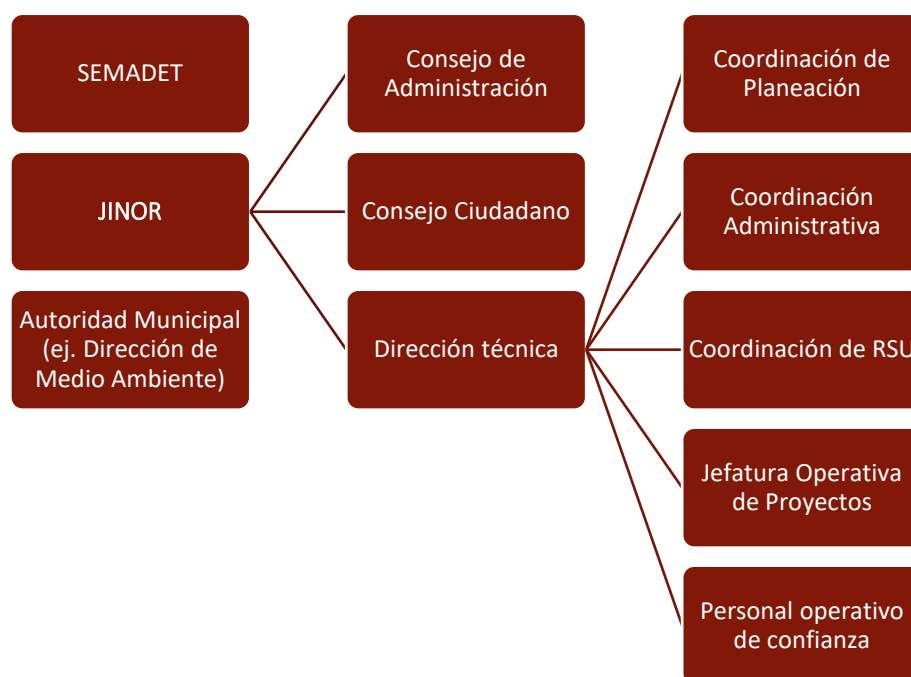 SEMADET
JINOR
Autoridad Municipal
(ej. Dirección de
Medio Ambiente)
Consejo de
Administración
Consejo Ciudadano
Dirección técnica
Coordinación de
Planeación
Coordinación
Administrativa
Coordinación de RSU
Jefatura Operativa
de Proyectos
Personal operativo
de confianza